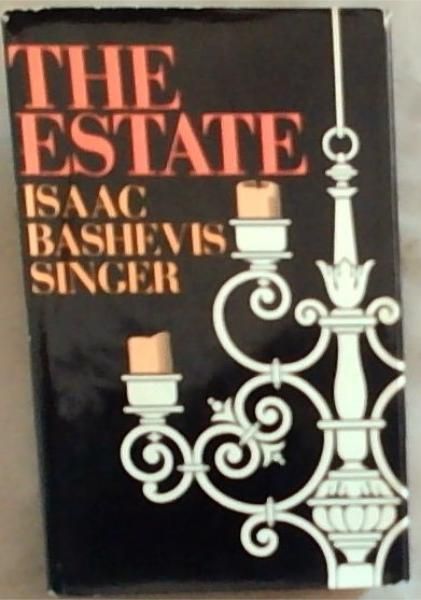 THE
ESTATE
ISAAC
BASHEVIS
SINGER